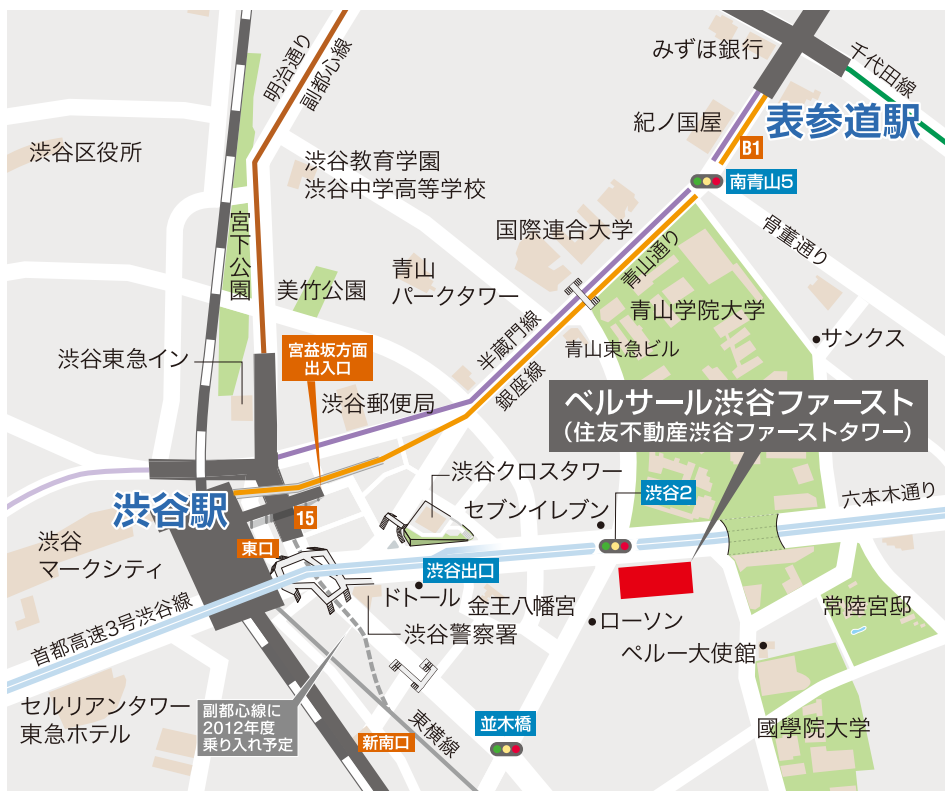 みずほ銀行
千代田線
明治通り
副都心線
紀ノ国屋
表参道駅
B1
渋谷区役所
渋谷教育学園
渋谷中学高等学校
南青山5
宮下公園
国際連合大学
青山通り
骨董通り
青山
パークタワー
美竹公園
青山学院大学
半蔵門線
銀座線
青山東急ビル
サンクス
渋谷東急イン
宮益坂方面
出入口
渋谷郵便局
ベルサール渋谷ファースト
(住友不動産渋谷ファーストタワー)
渋谷クロスタワー
渋谷2
六本木通り
渋谷駅
15
セブンイレブン
渋谷
マークシティ
東口
渋谷出口
ドトール
金王八幡宮
ローソン
常陸宮邸
首都高速3号渋谷線
渋谷警察署
ペルー大使館
セルリアンタワー
東急ホテル
副都心線に
2012年度
乗り入れ予定
新南口
東横線
並木橋
國學院大学